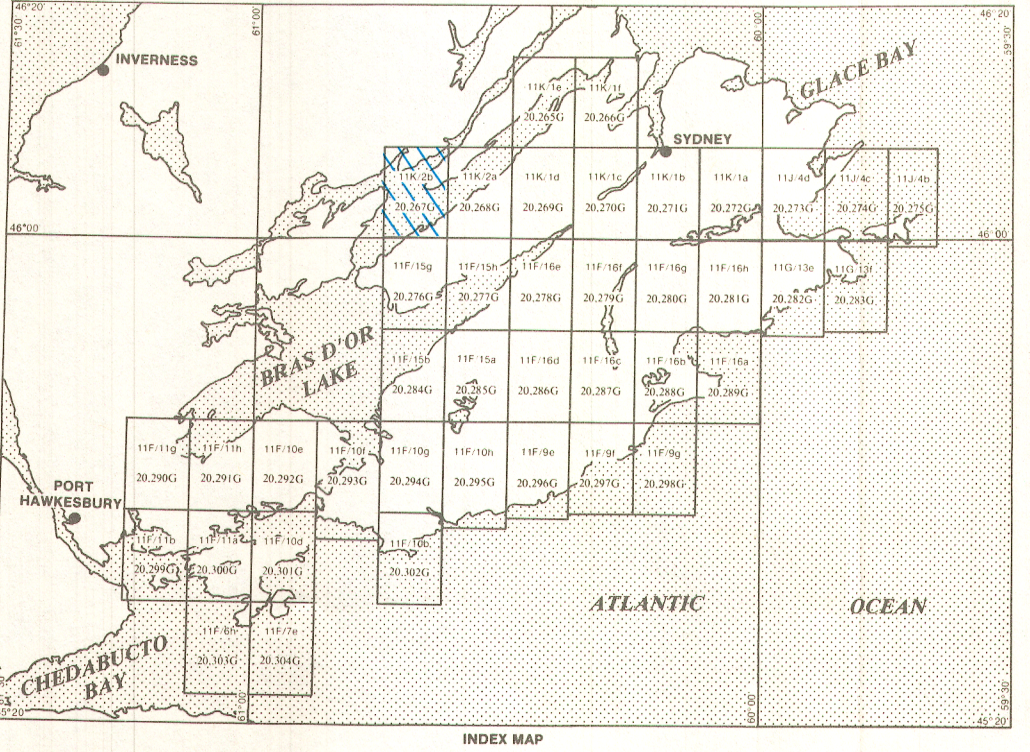 46°20'
61°30'
61°00'
60°00'
46°20'
59°30'
INVERNESS
GLACE BAY
SYDNEY
11K/1e
20.265G
11K/1f
20.266G
11K/2b
20.267G
11K/2a
20.268G
11K/1d
20.269G
11K/1c
20.270G
11K/1b
20.271G
11K/1a
20.272G
11J/4d
20.273G
11J/4c
20.274G
11J/4b
20.275G
46°00
46°00
11F/15g
20.276G
11F/15h
20.277G
11F/16e
20.278G
11F/16f
20.279G
11F/16g
20.280G
11F/16h
20.281G
11G/13e
20.282G
11G/13f
20.283G
BRAS D'OR
LAKE
11F/15b
20.284G
11F/15a
20.285G
11F/16d
20.286G
11F/16c
20.287G
11F/16b
20.288G
11F/16a
20.289G
11F/11g
20.290G
11F/11h
20.291G
11F/10e
20.292G
11F/10f
20.293G
11F/10g
20.294G
11F/10h
20.295G
11F/9e
20.296G
11F/9f
20.297G
11F/9g
20.298G
PORT
HAWKESBURY
11F/11b
20.299G
11F/11a
20.300G
11F/10d
20.301G
11F/10b
20.302G
ATLANTIC
OCEAN
11F/6h
20.303G
11F/7e
20.304G
CHEDABUCTO
BAY
5°20'
61°00'
60°00'
59°30'
45°20'
INDEX MAP